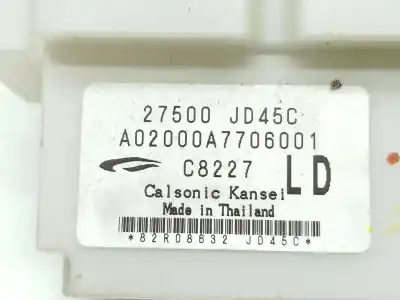 27500 JD45C
A02000A7706001
C8227 LD
Calsonic Kansei
Made in Thailand
*82R08632 JD45C*